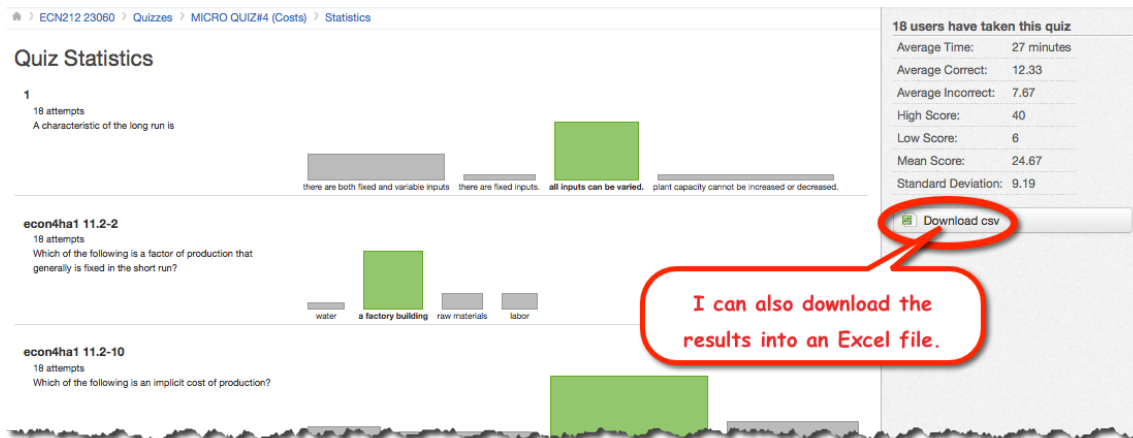 ECN212 23060 > Quizzes > MICRO QUIZ#4 (Costs) > Statistics
Quiz Statistics
1
18 attempts
A characteristic of the long run is
there are both fixed and variable inputs
there are fixed inputs.
all inputs can be varied.
plant capacity cannot be increased or decreased.
econ4ha1 11.2-2
18 attempts
Which of the following is a factor of production that
generally is fixed in the short run?
water
a factory building
raw materials
labor
econ4ha1 11.2-10
18 attempts
Which of the following is an implicit cost of production?
18 users have taken this quiz
Average Time: 27 minutes
Average Correct: 12.33
Average Incorrect: 7.67
High Score: 40
Low Score: 6
Mean Score: 24.67
Standard Deviation: 9.19
Download csv
I can also download the
results into an Excel file.